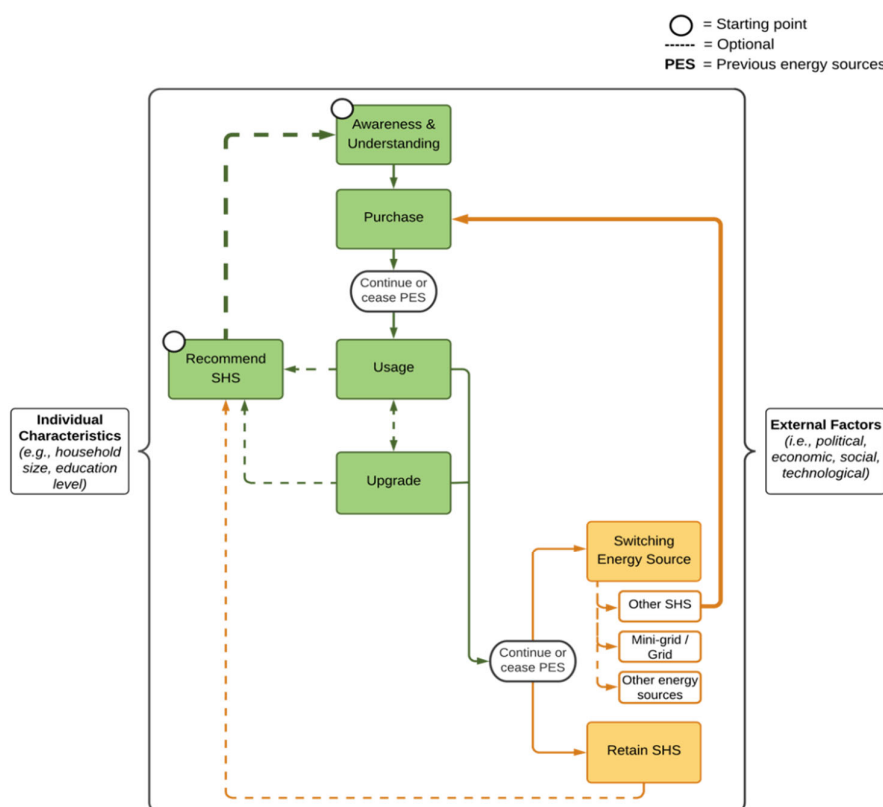 = Starting point
= Optional
PES = Previous energy sources
Awareness &
Understanding
Purchase
Continue or
cease PES
Recommend
SHS
Usage
Individual
Characteristics
(e.g., household
size, education
level)
External Factors
(i.e., political,
economic, social,
technological)
Upgrade
Switching
Energy Source
Other SHS
Mini-grid /
Grid
Continue or
cease PES
Other energy
sources
Retain SHS